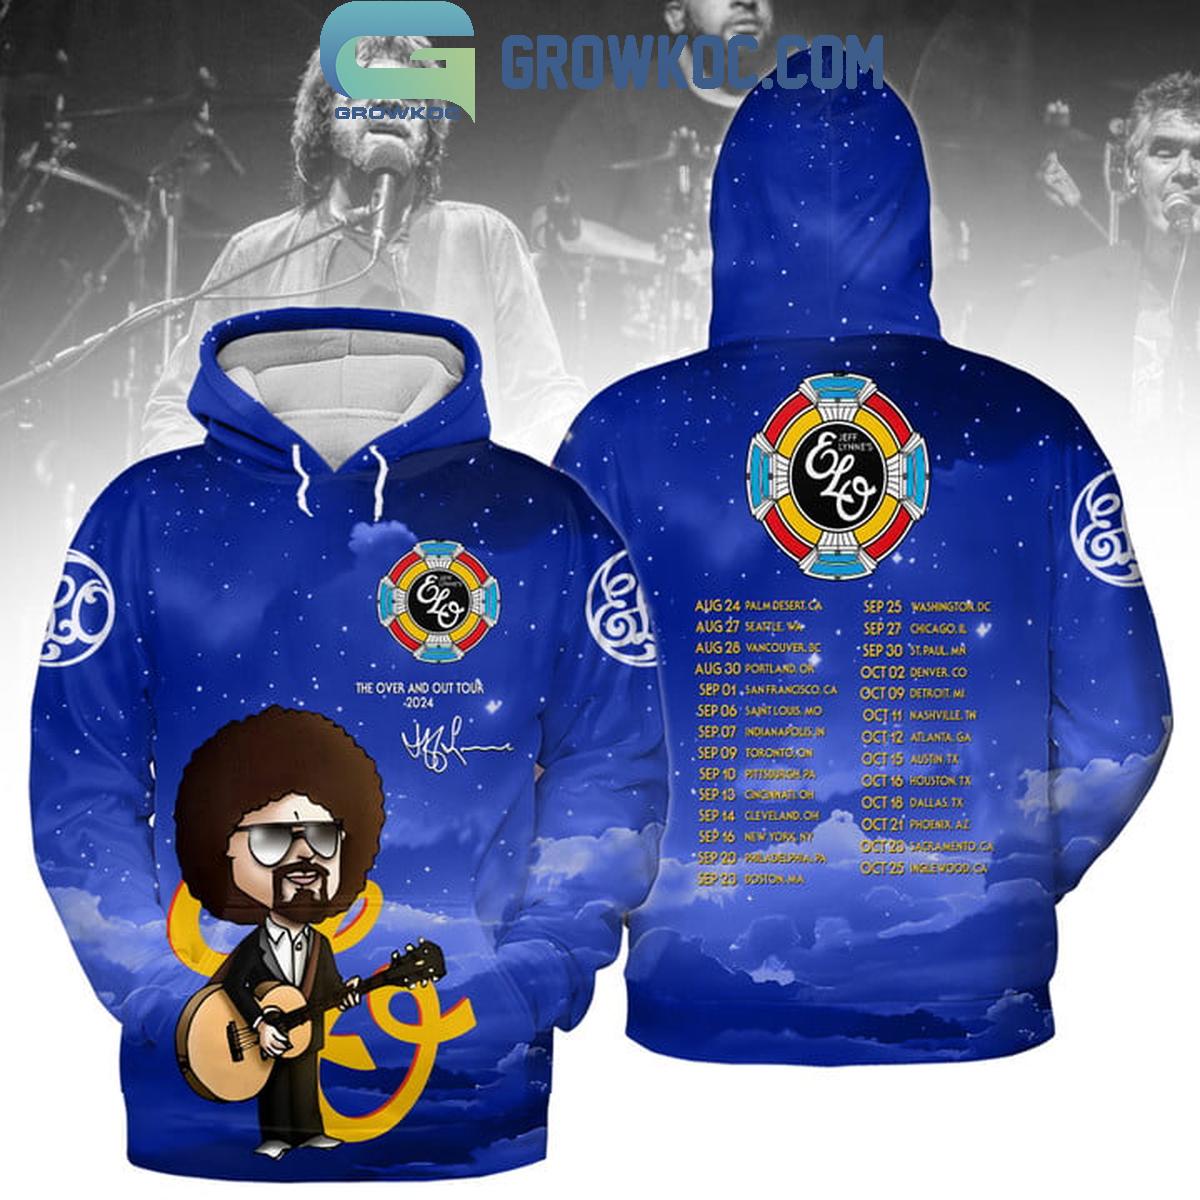 GROWKOC
GROWKOC.COM
JEFF
LYNNE'S
ELO
ELO
JEFF
LYNNE'S
ELO
THE OVER AND OUT TOUR
-2024
AUG 24 PALM DESERT, CA
AUG 27 SEATTLE, WA
AUG 28 VANCOUVER, BC
AUG 30 PORTLAND, OR
SEP 01 SAN FRANCISCO, CA
SEP 06 SAINT LOUIS, MO
SEP 07 INDIANAPOLIS, IN
SEP 09 TORONTO, ON
SEP 10 PITTSBURGH, PA
SEP 13 CINCINNATI, OH
SEP 14 CLEVELAND, OH
SEP 16 NEW YORK, NY
SEP 20 PHILADELPHIA, PA
SEP 23 BOSTON, MA
SEP 25 WASHINGTON, DC
SEP 27 CHICAGO, IL
SEP 30 ST. PAUL, MN
OCT 02 DENVER, CO
OCT 09 DETROIT, MI
OCT 11 NASHVILLE, TN
OCT 12 ATLANTA, GA
OCT 15 AUSTIN, TX
OCT 16 HOUSTON, TX
OCT 18 DALLAS, TX
OCT 21 PHOENIX, AZ
OCT 23 SACRAMENTO, CA
OCT 25 INGLEWOOD, CA